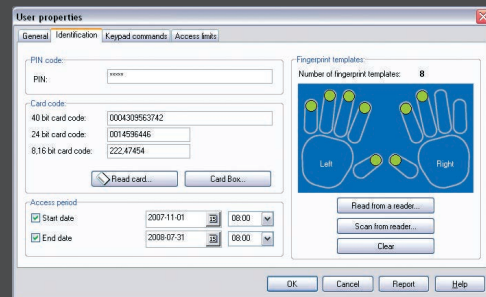 User properties
General Identification Keypad commands Access limits
PIN code:
PIN: ****
Card code:
40 bit card code: 0004309563742
24 bit card code: 0014596446
8,16 bit card code: 222,47454
Read card... Card Box...
Access period
Start date 2007-11-01 15 08:00
End date 2008-07-31 15 08:00
Fingerprint templates:
Number of fingerprint templates: 8
Left Right
Read from a reader...
Scan from reader...
Clear
OK Cancel Report Help